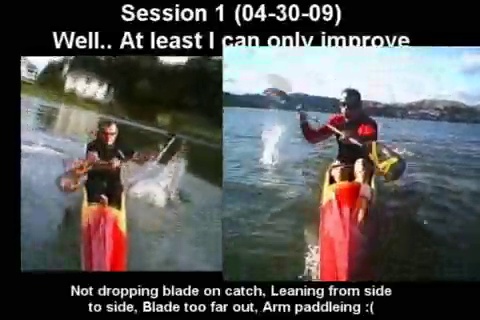 Session 1 (04-30-09)
Well.. At least I can only improve
Not dropping blade on catch, Leaning from side
to side, Blade too far out, Arm paddleing :(